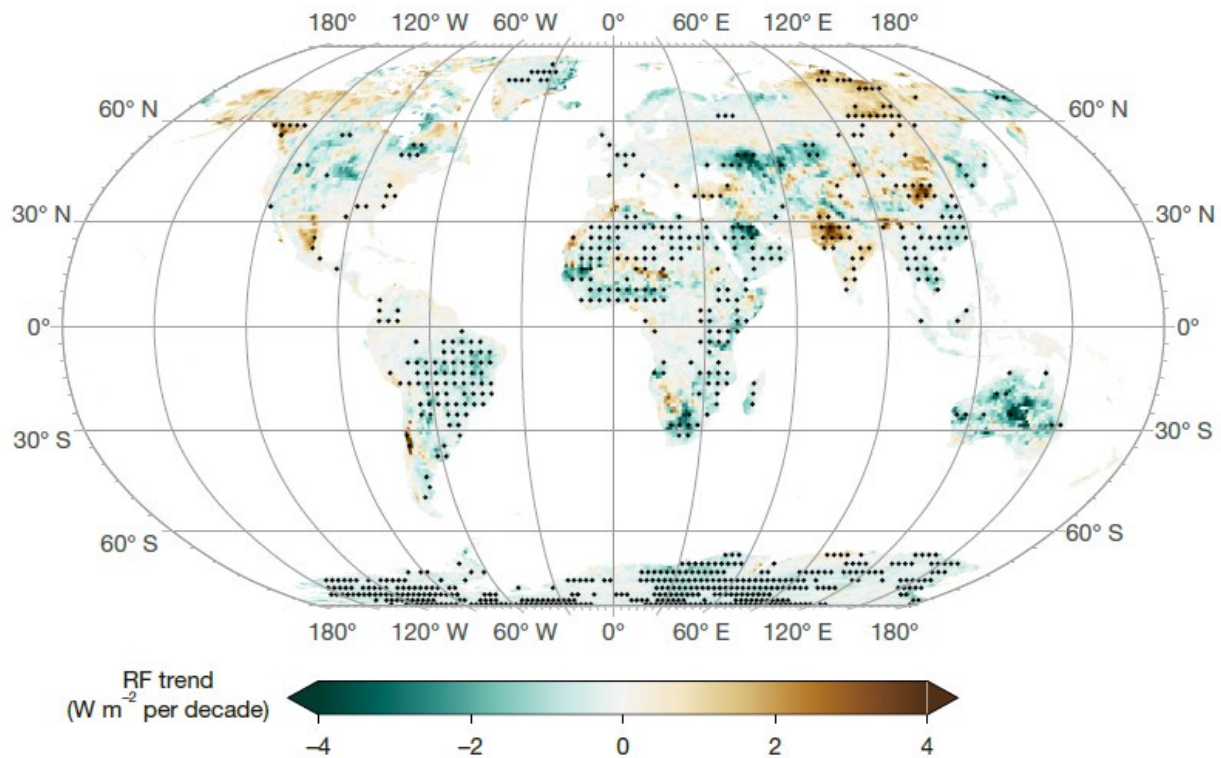 180° 120° W 60° W 0° 60° E 120° E 180°
60° N 60° N
30° N 30° N
0° 0°
30° S 30° S
60° S 60° S
180° 120° W 60° W 0° 60° E 120° E 180°
RF trend
(W m⁻² per decade)
–4 –2 0 2 4